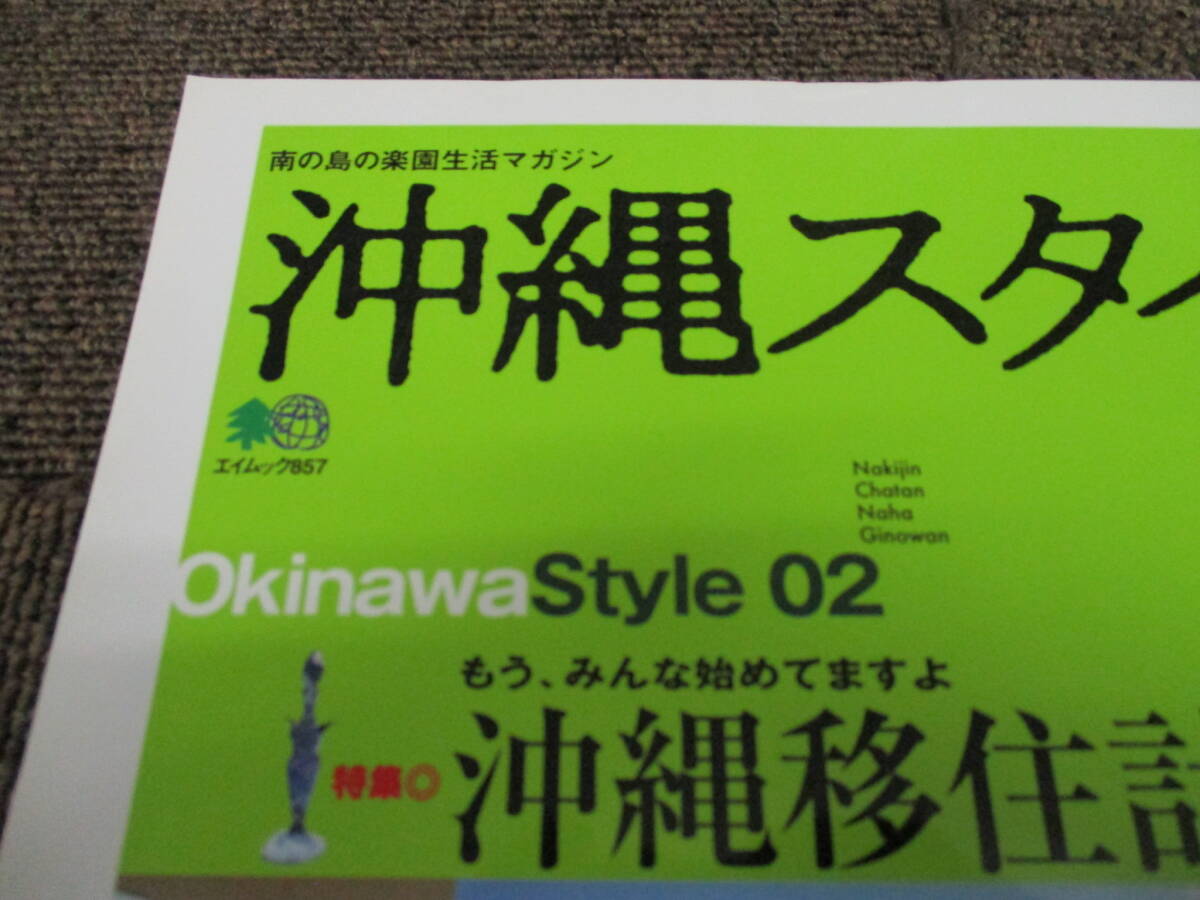 南の島の楽園生活マガジン
沖縄スタ
エイムック857
Nakijin
Chatan
Naha
Ginowan
OkinawaStyle 02
もう、みんな始めてますよ
特集◎
沖縄移住